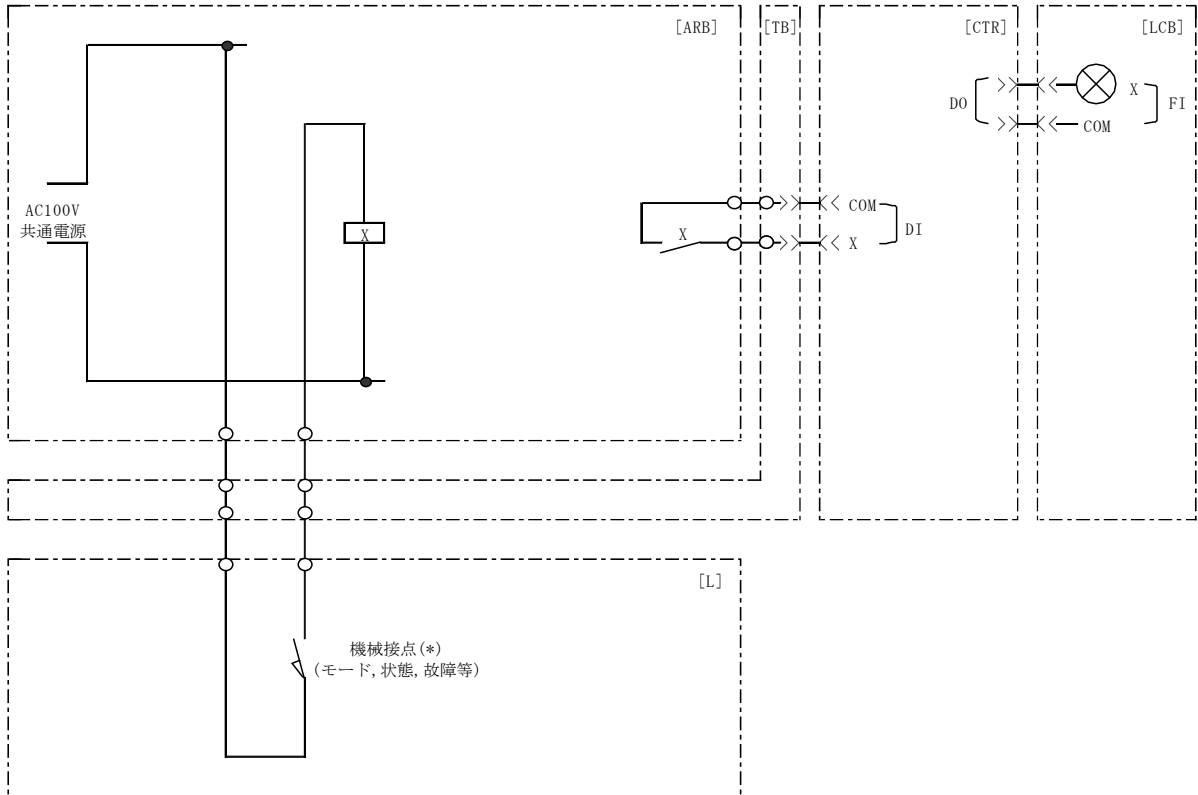 [ARB]
[TB]
[CTR]
[LCB]
DO
X
FI
COM
AC100V
共通電源
X
X
COM
DI
X
[L]
機械接点(*)
(モード,状態,故障等)